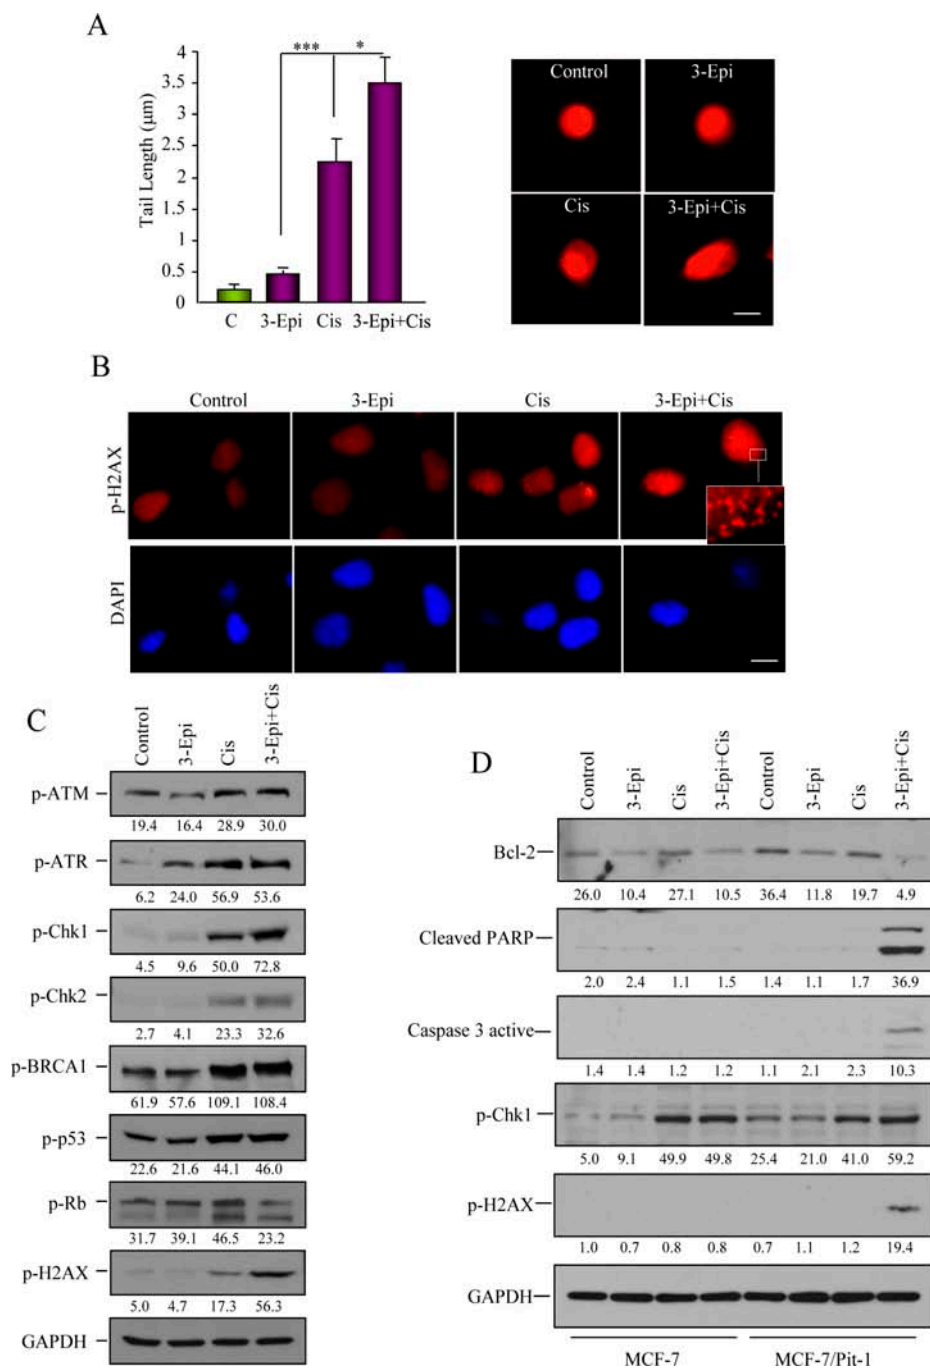 A
*** *
4
3.5
3
2.5
2
1.5
1
0.5
0
Tail Length (µm)
C 3-Epi Cis 3-Epi+Cis
Control 3-Epi
Cis 3-Epi+Cis
B
Control 3-Epi Cis 3-Epi+Cis
p-H2AX
DAPI
C
Control 3-Epi Cis 3-Epi+Cis
p-ATM
19.4 16.4 28.9 30.0
p-ATR
6.2 24.0 56.9 53.6
p-Chk1
4.5 9.6 50.0 72.8
p-Chk2
2.7 4.1 23.3 32.6
p-BRCA1
61.9 57.6 109.1 108.4
p-p53
22.6 21.6 44.1 46.0
p-Rb
31.7 39.1 46.5 23.2
p-H2AX
5.0 4.7 17.3 56.3
GAPDH
D
Control 3-Epi Cis 3-Epi+Cis Control 3-Epi Cis 3-Epi+Cis
Bcl-2
26.0 10.4 27.1 10.5 36.4 11.8 19.7 4.9
Cleaved PARP
2.0 2.4 1.1 1.5 1.4 1.1 1.7 36.9
Caspase 3 active
1.4 1.4 1.2 1.2 1.1 2.1 2.3 10.3
p-Chk1
5.0 9.1 49.9 49.8 25.4 21.0 41.0 59.2
p-H2AX
1.0 0.7 0.8 0.8 0.7 1.1 1.2 19.4
GAPDH
MCF-7 MCF-7/Pit-1